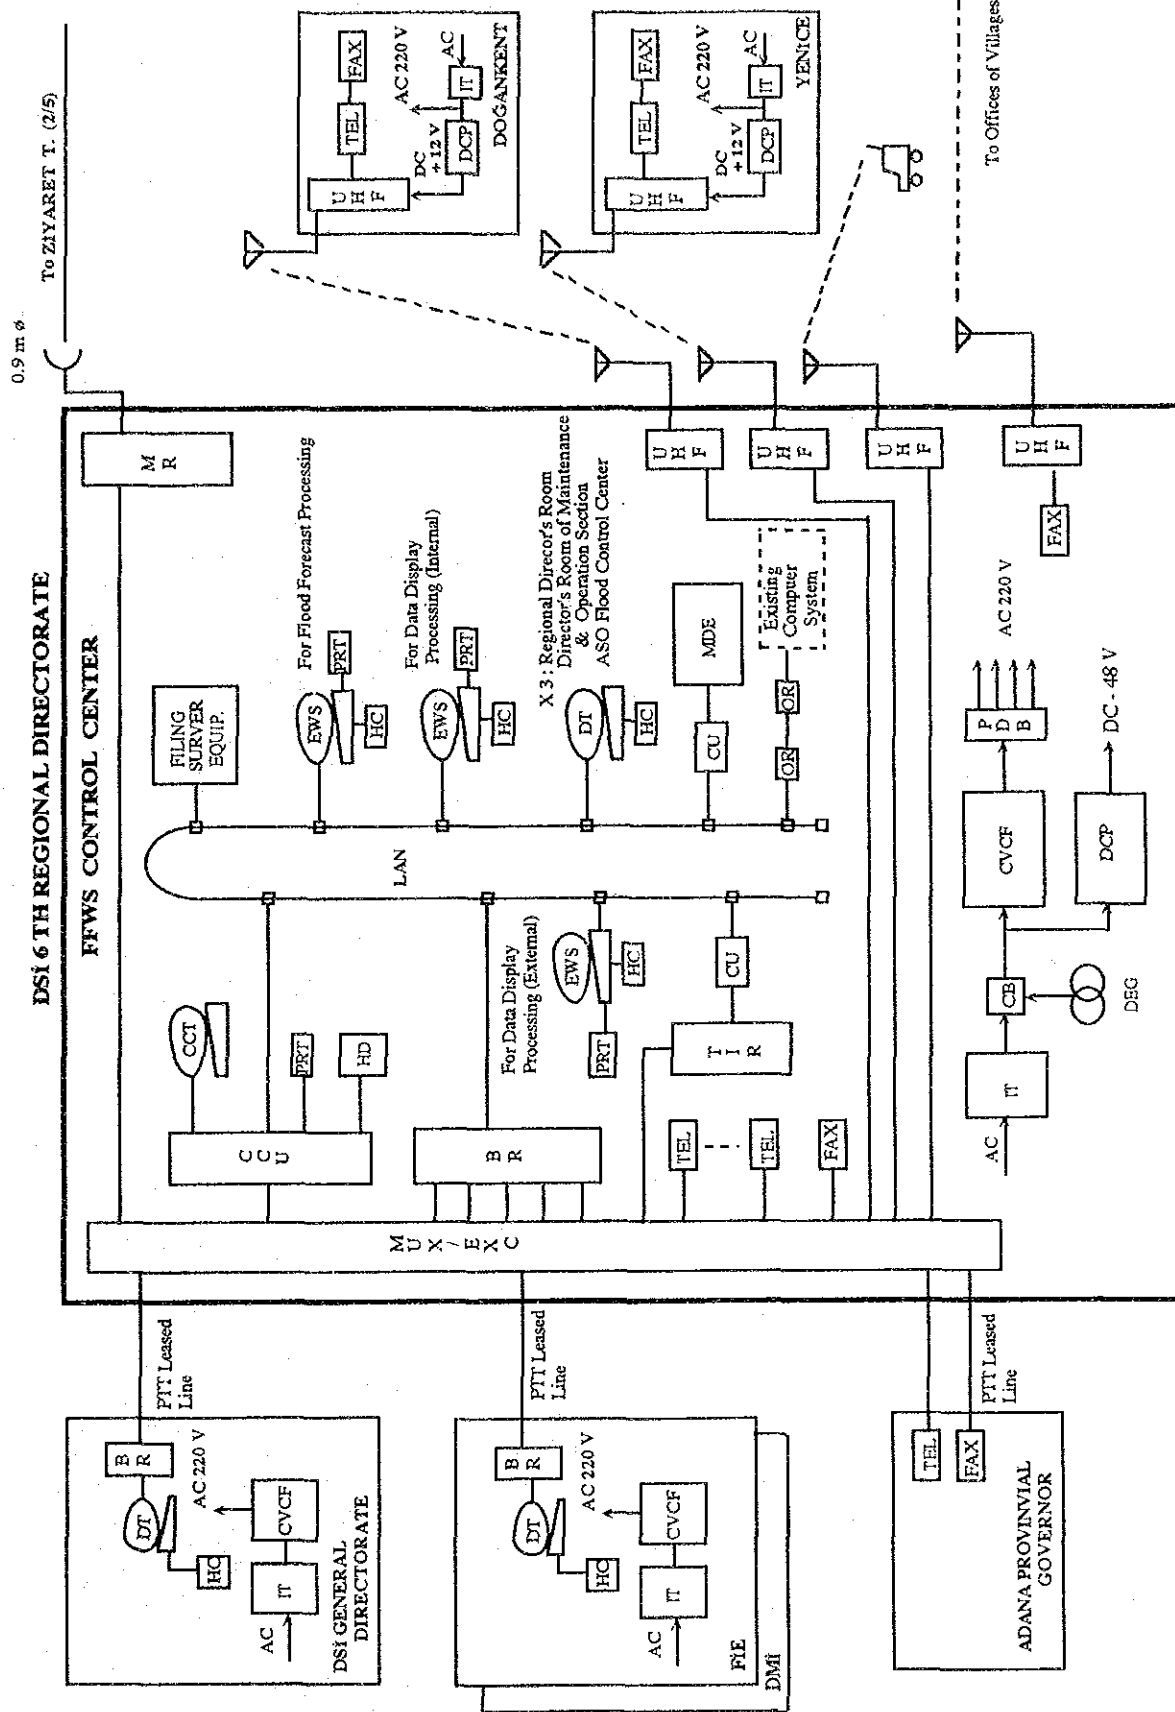 DSİ 6 TH REGIONAL DIRECTORATE
FFWS CONTROL CENTER
0.9 m ø
To ZİYARET T. (2/5)
DSİ GENERAL
DIRECTORATE
B
R
DT
HC
AC 220 V
CVCF
IT
AC
PTT Leased
Line
FİE
DMİ
B
R
DT
HC
AC 220 V
CVCF
IT
AC
PTT Leased
Line
ADANA PROVINVIAL
GOVERNOR
TEL
FAX
PTT Leased
Line
M
U
X
/
E
X
C
C
C
U
CCT
PRT
HD
B
R
For Data Display
Processing (External)
EWS
PRT
HC
T
I
R
CU
TEL
TEL
FAX
LAN
FILING
SURVER
EQUIP.
M
R
For Flood Forecast Processing
EWS
PRT
HC
For Data Display
Processing (Internal)
EWS
PRT
HC
X 3 : Regional Direcor's Room
Director's Room of Maintenance
& Operation Section
ASO Flood Control Center
DT
HC
CU
MDE
OR
OR
Existing
Compuer
System
U
H
F
U
H
F
U
H
F
U
H
F
FAX
AC
IT
CB
DEG
CVCF
DCP
P
D
B
AC 220 V
DC - 48 V
U
H
F
TEL
FAX
DC
+ 12 V
AC 220 V
DCP
IT
AC
DOĞANKENT
U
H
F
TEL
FAX
DC
+ 12 V
AC 220 V
DCP
IT
AC
YENİCE
To Offices of Villages